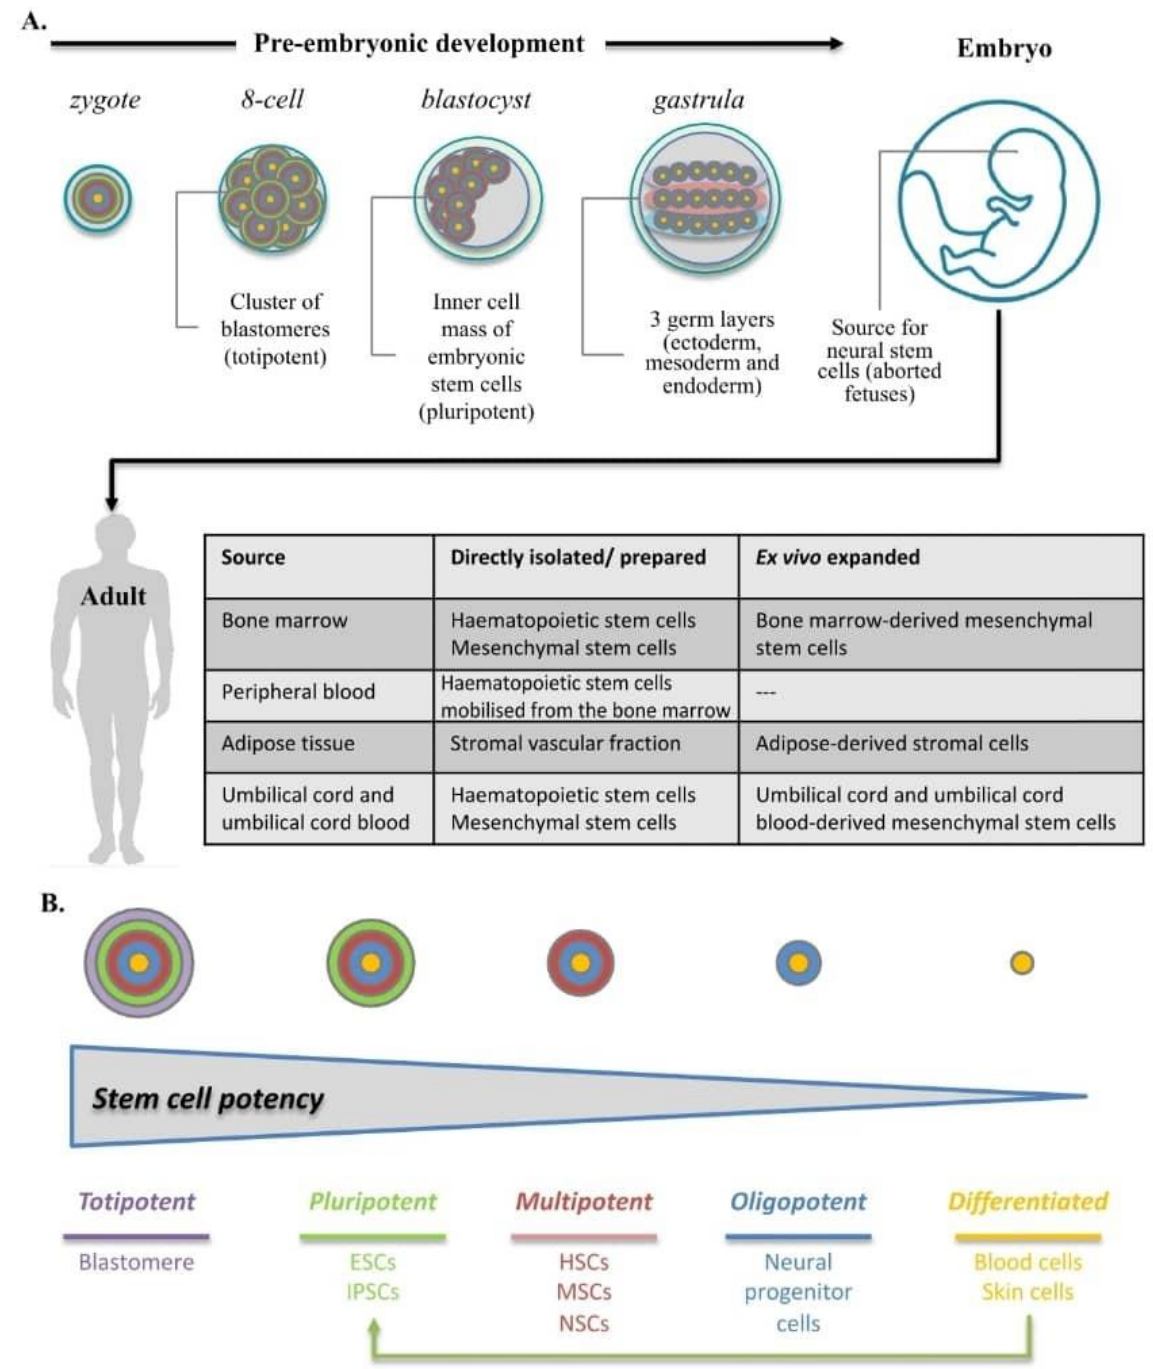 A.
Pre-embryonic development
Embryo
zygote
8-cell
blastocyst
gastrula
Cluster of
blastomeres
(totipotent)
Inner cell
mass of
embryonic
stem cells
(pluripotent)
3 germ layers
(ectoderm,
mesoderm and
endoderm)
Source for
neural stem
cells (aborted
fetuses)
Adult
Source
Directly isolated/ prepared
Ex vivo expanded
Bone marrow
Haematopoietic stem cells
Mesenchymal stem cells
Bone marrow-derived mesenchymal
stem cells
Peripheral blood
Haematopoietic stem cells
mobilised from the bone marrow
---
Adipose tissue
Stromal vascular fraction
Adipose-derived stromal cells
Umbilical cord and
umbilical cord blood
Haematopoietic stem cells
Mesenchymal stem cells
Umbilical cord and umbilical cord
blood-derived mesenchymal stem cells
B.
Stem cell potency
Totipotent
Blastomere
Pluripotent
ESCs
IPSCs
Multipotent
HSCs
MSCs
NSCs
Oligopotent
Neural
progenitor
cells
Differentiated
Blood cells
Skin cells